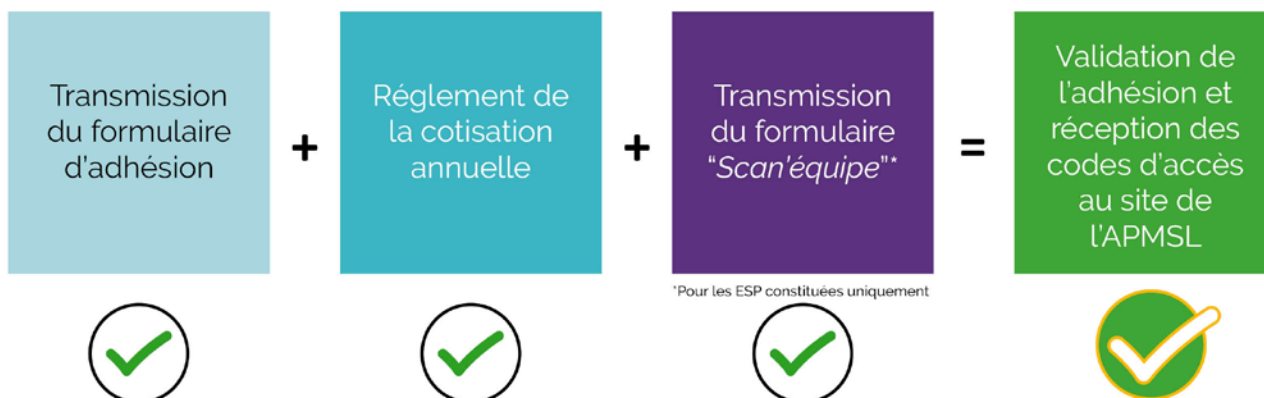 Transmission
du formulaire
d'adhésion
+
Réglement de
la cotisation
annuelle
+
Transmission
du formulaire
“Scan’équipe”*
*Pour les ESP constituées uniquement
=
Validation de
l'adhésion et
réception des
codes d'accès
au site de
l'APMSL